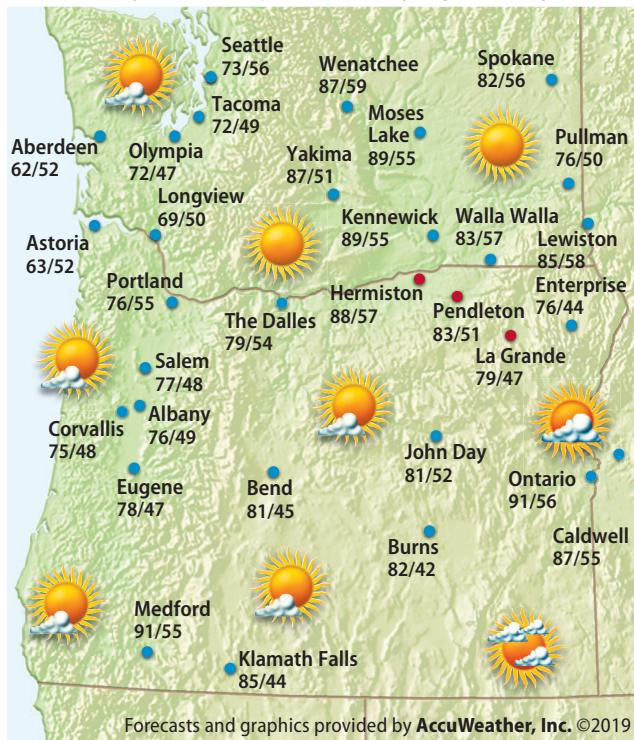 Seattle
73/56
Wenatchee
87/59
Spokane
82/56
Tacoma
72/49
Moses
Lake
89/55
Aberdeen
62/52
Olympia
72/47
Yakima
87/51
Pullman
76/50
Longview
69/50
Kennewick
89/55
Walla Walla
83/57
Lewiston
85/58
Astoria
63/52
Portland
76/55
The Dalles
79/54
Hermiston
88/57
Pendleton
83/51
Enterprise
76/44
La Grande
79/47
Salem
77/48
Albany
76/49
Corvallis
75/48
John Day
81/52
Ontario
91/56
Eugene
78/47
Bend
81/45
Burns
82/42
Caldwell
87/55
Medford
91/55
Klamath Falls
85/44
Forecasts and graphics provided by AccuWeather, Inc. ©2019